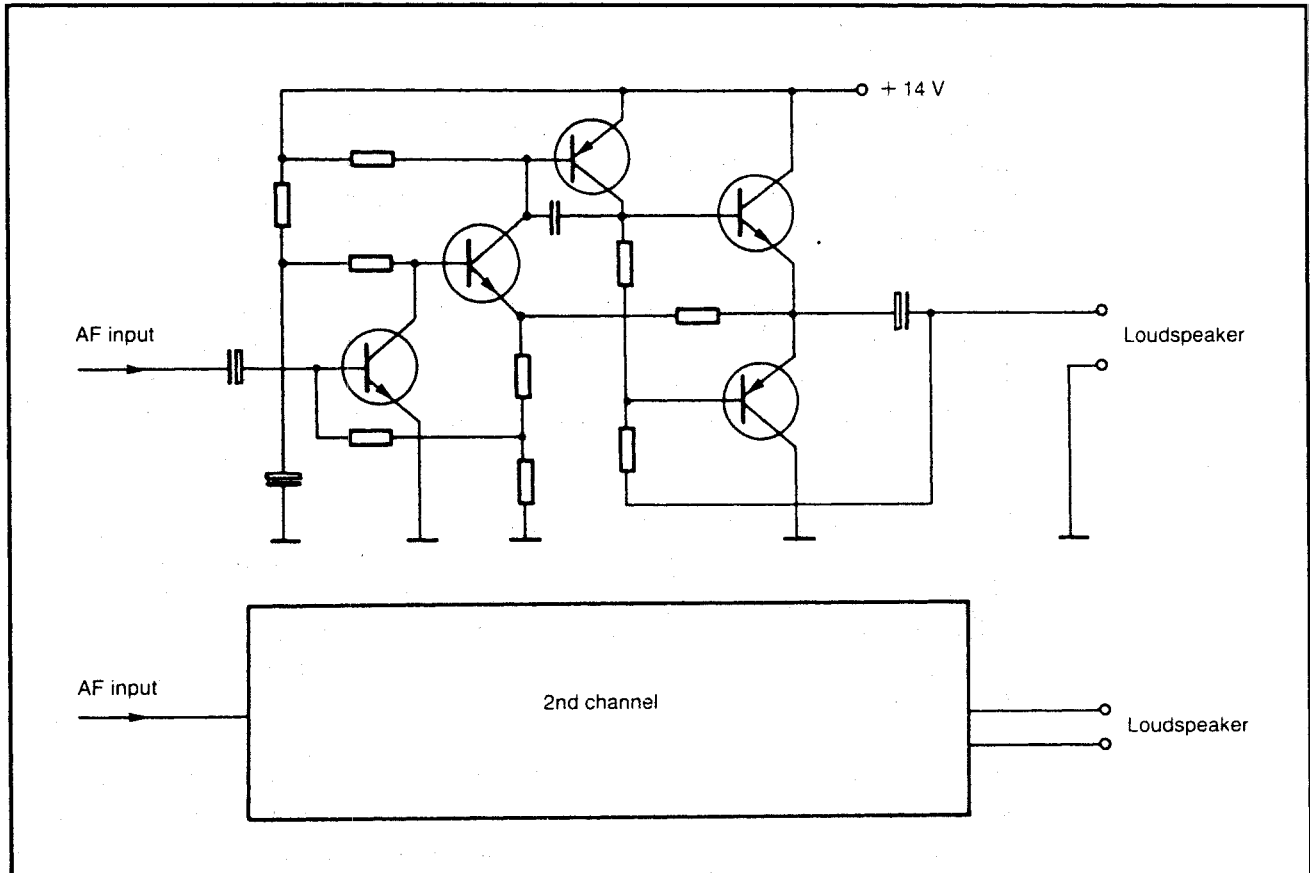 + 14 V
AF input
Loudspeaker
AF input
2nd channel
Loudspeaker